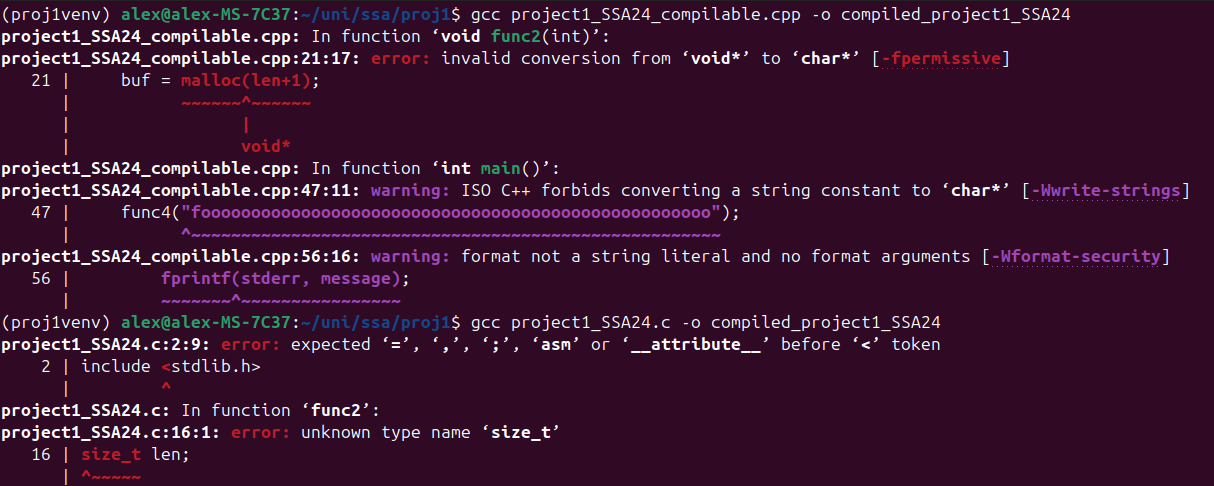 (proj1venv) alex@alex-MS-7C37:~/uni/ssa/proj1$ gcc project1_SSA24_compilable.cpp -o compiled_project1_SSA24
project1_SSA24_compilable.cpp: In function ‘void func2(int)’:
project1_SSA24_compilable.cpp:21:17: error: invalid conversion from ‘void*’ to ‘char*’ [-fpermissive]
   21 |     buf = malloc(len+1);
      |           ~~~~~~^~~~~~~
      |                 |
      |                 void*
project1_SSA24_compilable.cpp: In function ‘int main()’:
project1_SSA24_compilable.cpp:47:11: warning: ISO C++ forbids converting a string constant to ‘char*’ [-Wwrite-strings]
   47 |     func4("fooooooooooooooooooooooooooooooooooooooooooooooooooo");
      |           ^~~~~~~~~~~~~~~~~~~~~~~~~~~~~~~~~~~~~~~~~~~~~~~~~~~~~~
project1_SSA24_compilable.cpp:56:16: warning: format not a string literal and no format arguments [-Wformat-security]
   56 |         fprintf(stderr, message);
      |         ~~~~~~~^~~~~~~~~~~~~~~~~
(proj1venv) alex@alex-MS-7C37:~/uni/ssa/proj1$ gcc project1_SSA24.c -o compiled_project1_SSA24
project1_SSA24.c:2:9: error: expected ‘=’, ‘,’, ‘;’, ‘asm’ or ‘__attribute__’ before ‘<’ token
    2 | include <stdlib.h>
      |         ^
project1_SSA24.c: In function ‘func2’:
project1_SSA24.c:16:1: error: unknown type name ‘size_t’
   16 | size_t len;
      | ^~~~~~